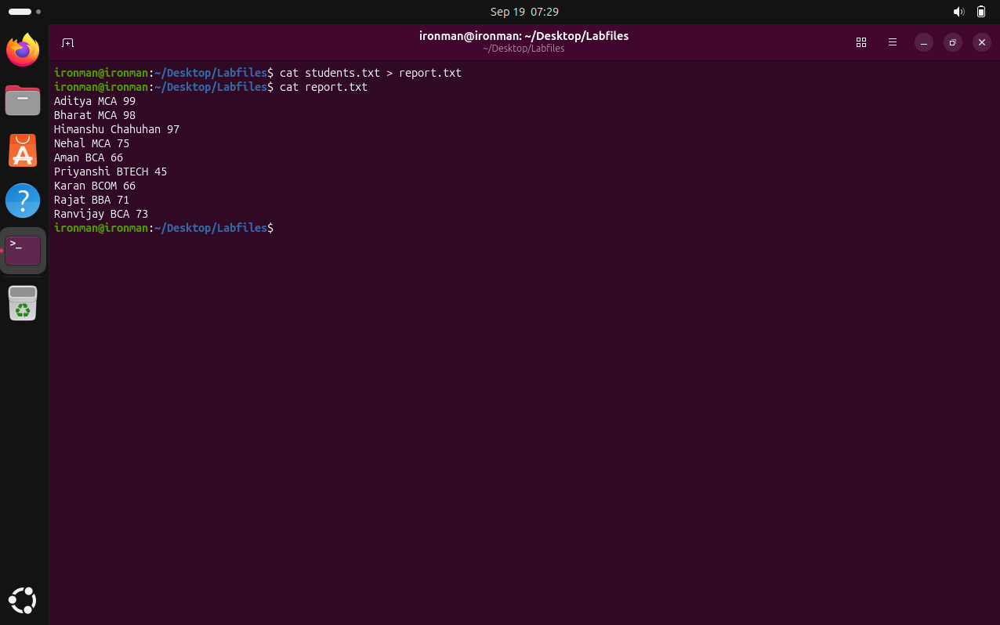 Sep 19 07:29
ironman@ironman: ~/Desktop/Labfiles
~/Desktop/Labfiles
ironman@ironman:~/Desktop/Labfiles$ cat students.txt > report.txt
ironman@ironman:~/Desktop/Labfiles$ cat report.txt
Aditya MCA 99
Bharat MCA 98
Himanshu Chahuhan 97
Nehal MCA 75
Aman BCA 66
Priyanshi BTECH 45
Karan BCOM 66
Rajat BBA 71
Ranvijay BCA 73
ironman@ironman:~/Desktop/Labfiles$